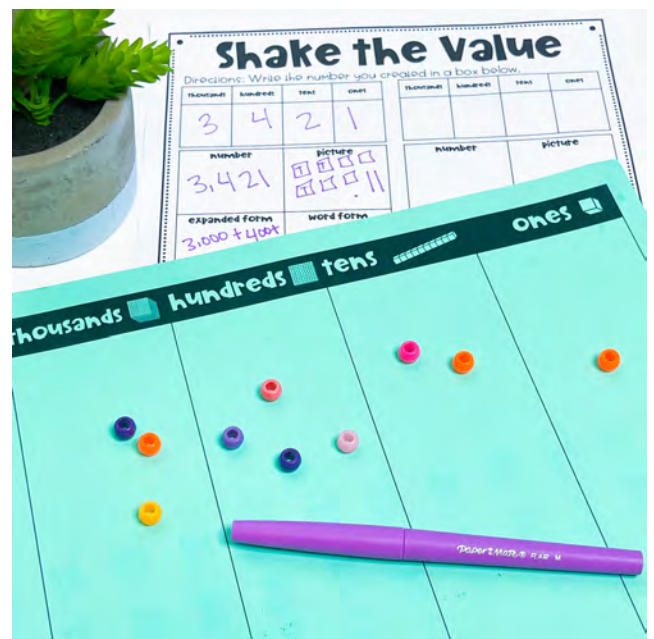 Shake the Value
Directions: Write the number you created in a box below.
thousands hundreds tens ones
thousands hundreds tens ones
3 4 2 1
number picture
number picture
3,421
T T
T
expanded form word form
3,000 + 400+
thousands hundreds tens ones
Paper Mate® FLAIR M